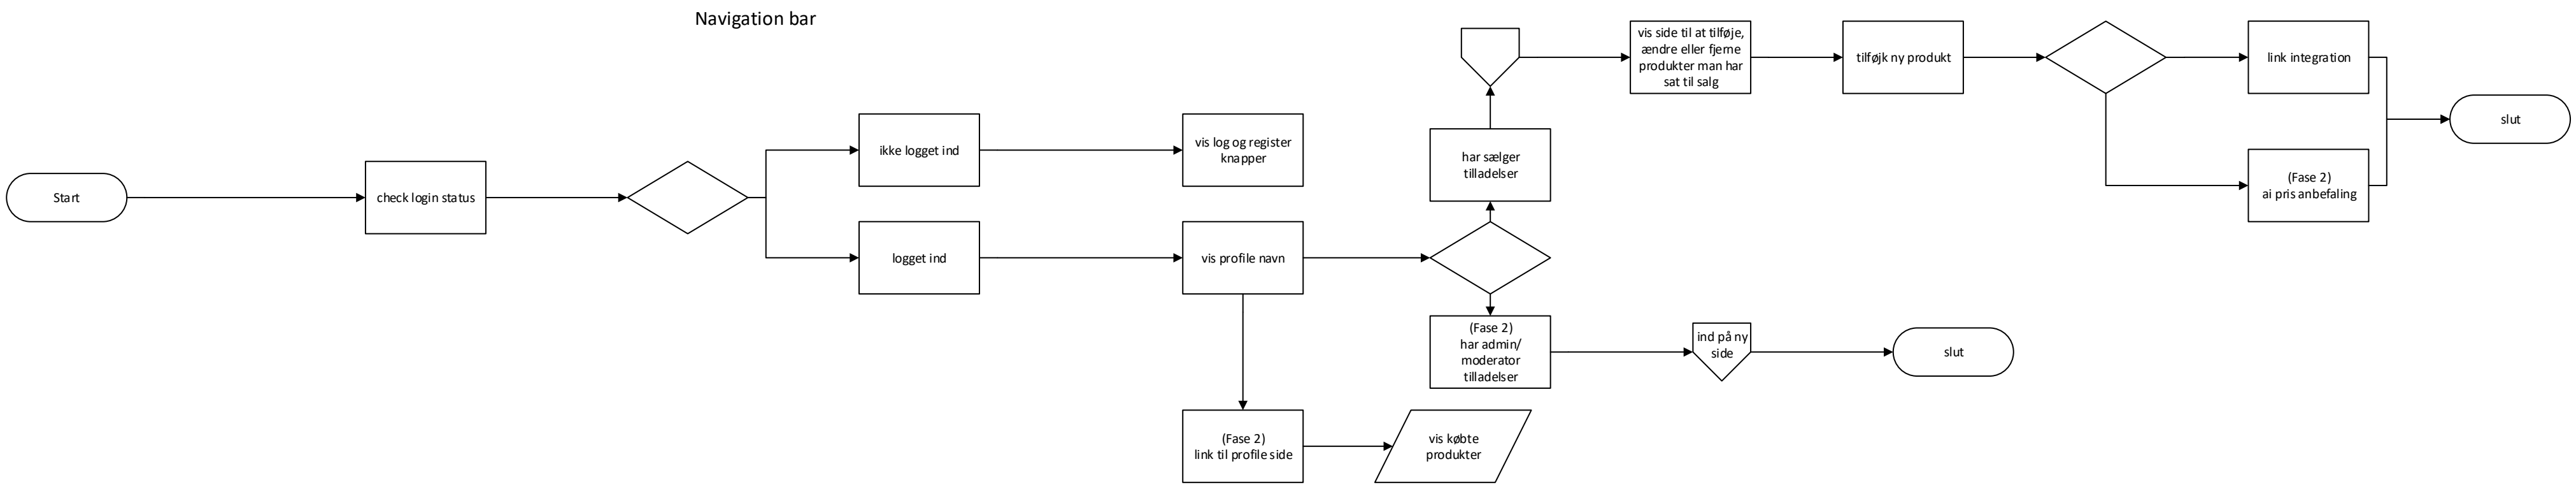 Navigation bar
Start
check login status
ikke logget ind
vis log og register
knapper
logget ind
vis profile navn
(Fase 2)
link til profile side
vis købte
produkter
har sælger
tilladelser
vis side til at tilføje,
ændre eller fjerne
produkter man har
sat til salg
tilføjk ny produkt
link integration
(Fase 2)
ai pris anbefaling
slut
(Fase 2)
har admin/
moderator
tilladelser
ind på ny
side
slut